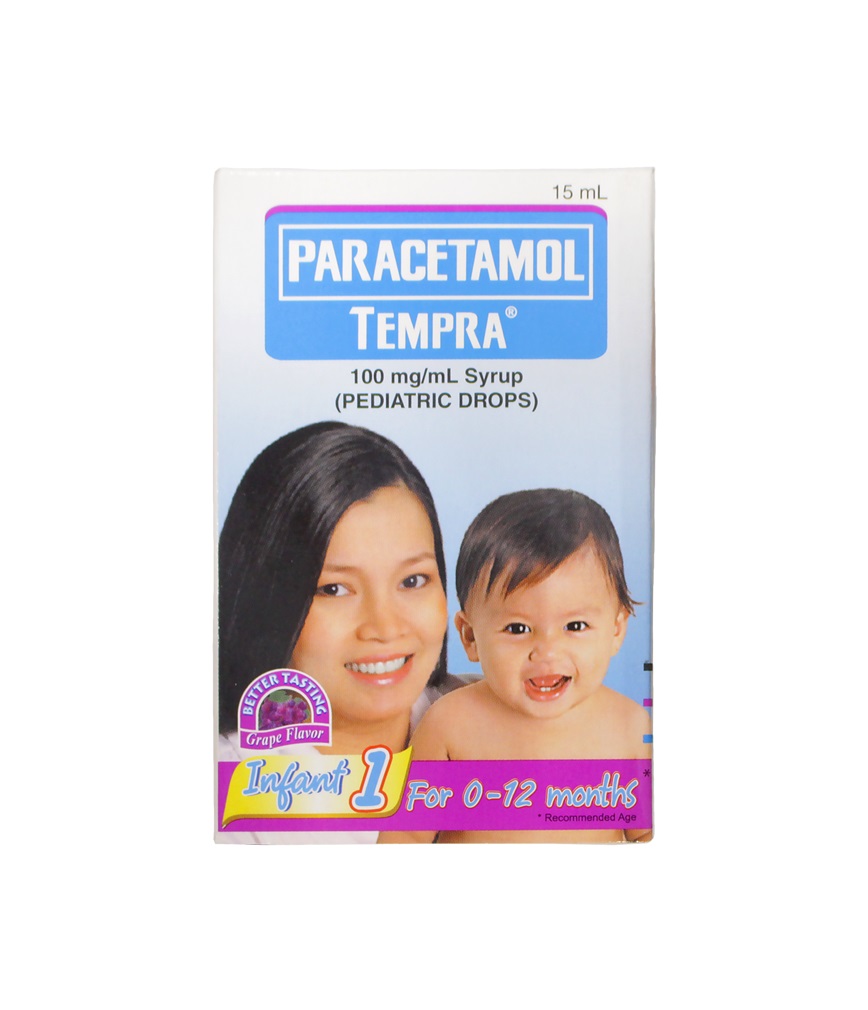 15 mL
PARACETAMOL
TEMPRA®
100 mg/mL Syrup
(PEDIATRIC DROPS)
BETTER TASTING
Grape Flavor
Infant 1 For 0-12 months*
* Recommended Age